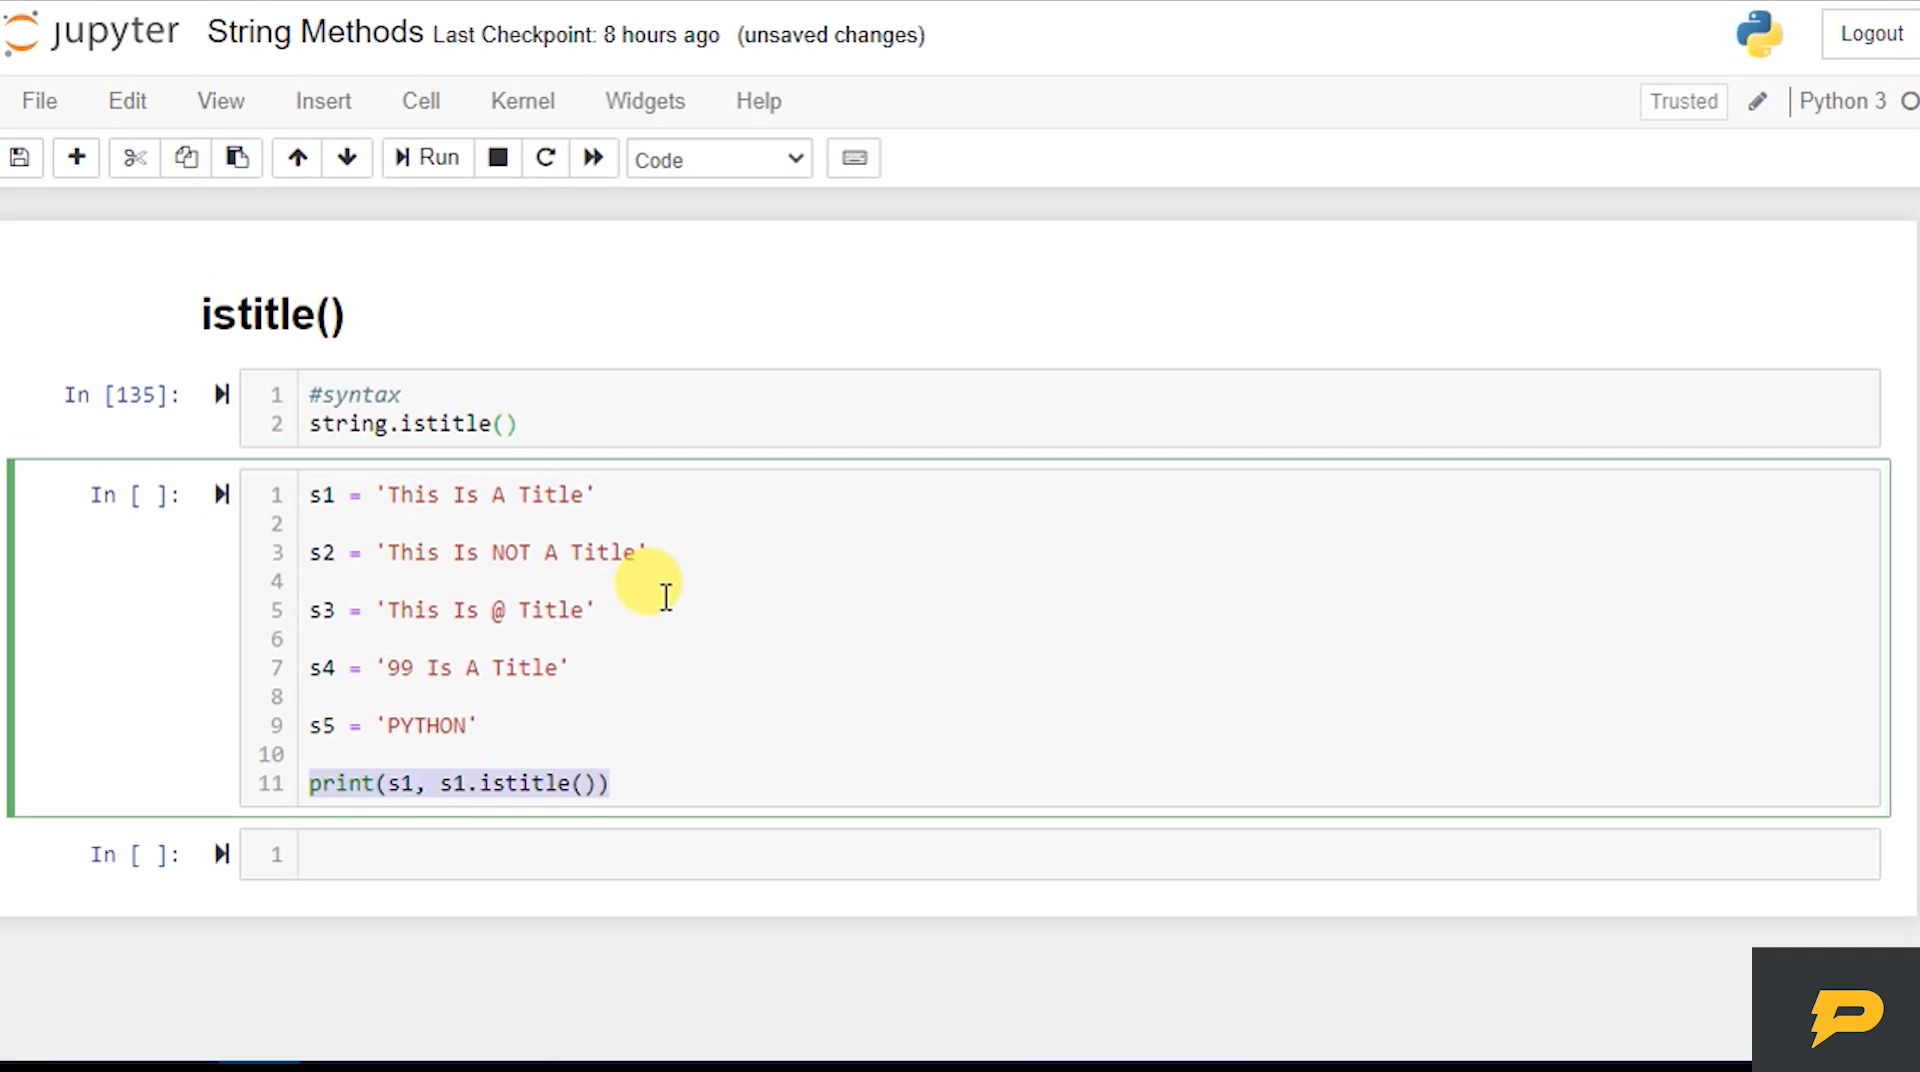 jupyter String Methods Last Checkpoint: 8 hours ago (unsaved changes) Logout
File Edit View Insert Cell Kernel Widgets Help Trusted Python 3
Run Code
istitle()
In [135]: 1 #syntax
2 string.istitle()
In [ ]: 1 s1 = 'This Is A Title'
2
3 s2 = 'This Is NOT A Title'
4
5 s3 = 'This Is @ Title'
6
7 s4 = '99 Is A Title'
8
9 s5 = 'PYTHON'
10
11 print(s1, s1.istitle())
In [ ]: 1